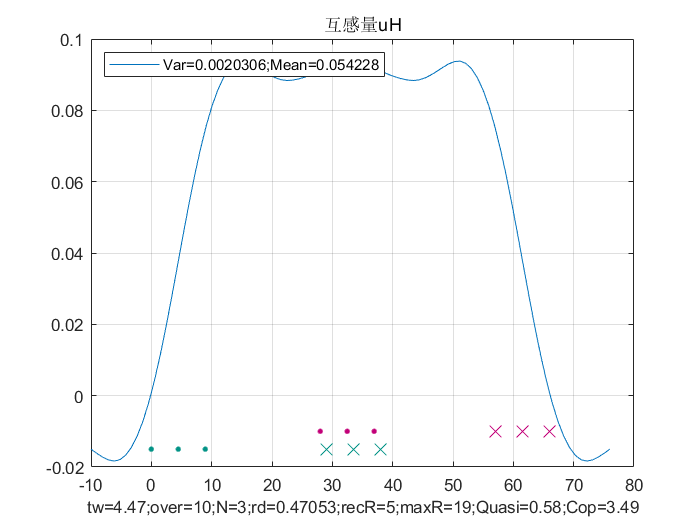 互感量uH
0.1
Var=0.0020306;Mean=0.054228
0.08
0.06
0.04
0.02
0
-0.02
-10 0 10 20 30 40 50 60 70 80
tw=4.47;over=10;N=3;rd=0.47053;recR=5;maxR=19;Quasi=0.58;Cop=3.49